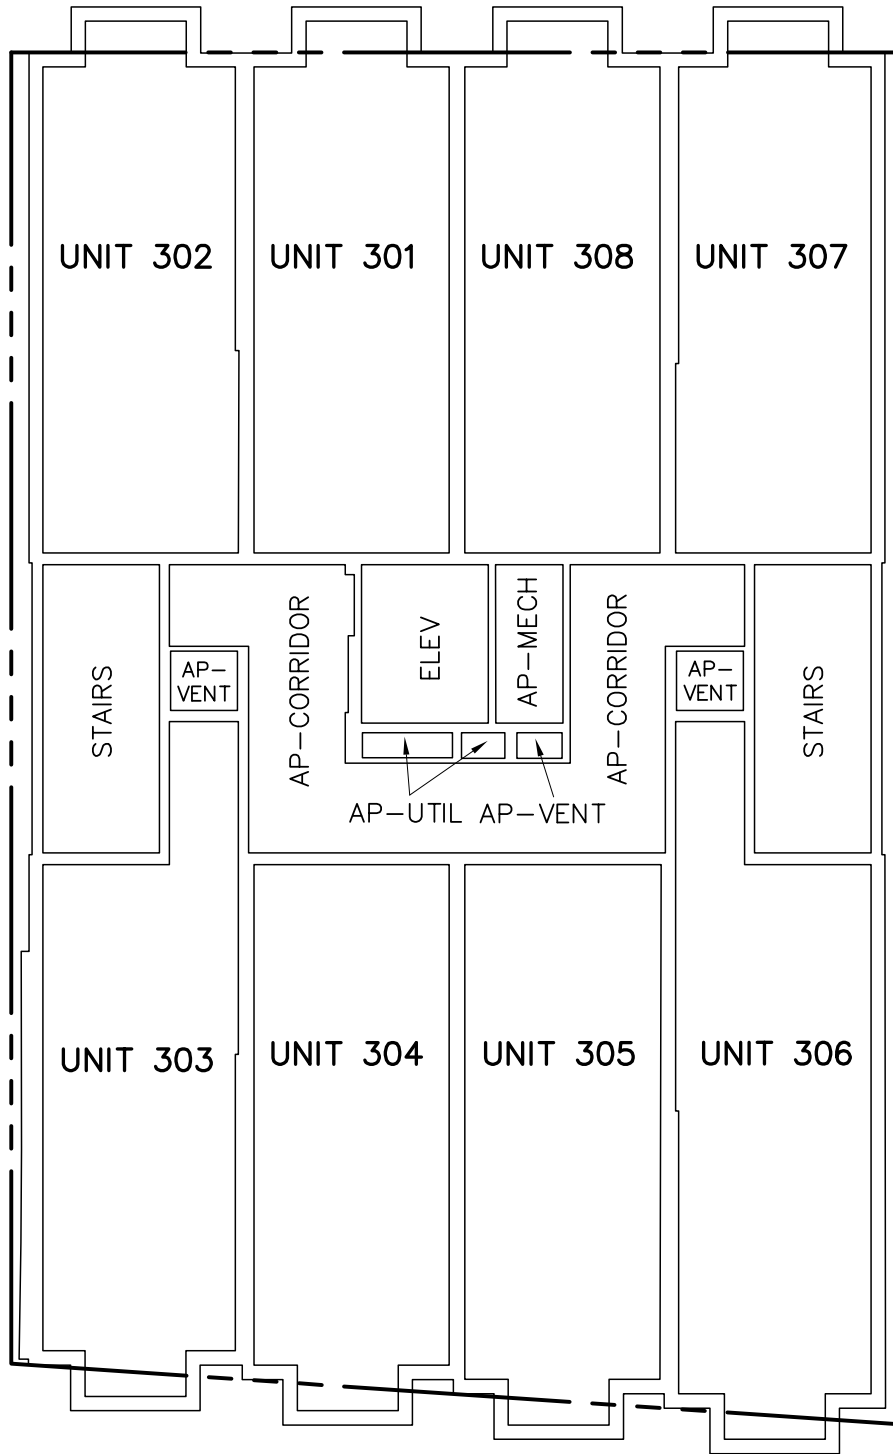 UNIT 302
UNIT 301
UNIT 308
UNIT 307
STAIRS
AP-
VENT
AP-CORRIDOR
ELEV
AP-MECH
AP-CORRIDOR
AP-
VENT
STAIRS
AP-UTIL
AP-VENT
UNIT 303
UNIT 304
UNIT 305
UNIT 306